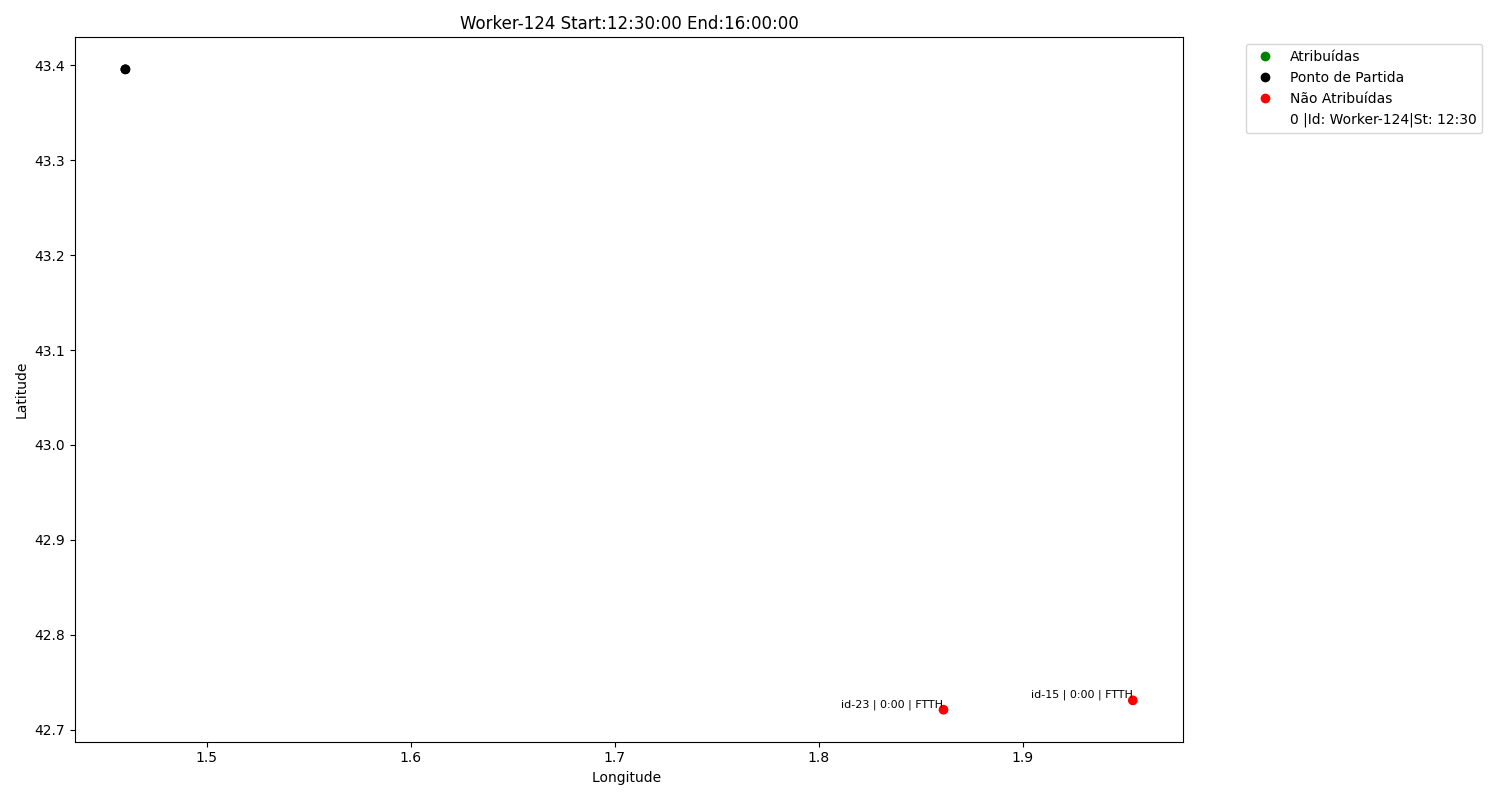 Worker-124 Start:12:30:00 End:16:00:00
Atribuídas
Ponto de Partida
Não Atribuídas
0 |Id: Worker-124|St: 12:30
43.4
43.3
43.2
43.1
43.0
42.9
42.8
42.7
Latitude
id-23 | 0:00 | FTTH
id-15 | 0:00 | FTTH
1.5
1.6
1.7
1.8
1.9
Longitude